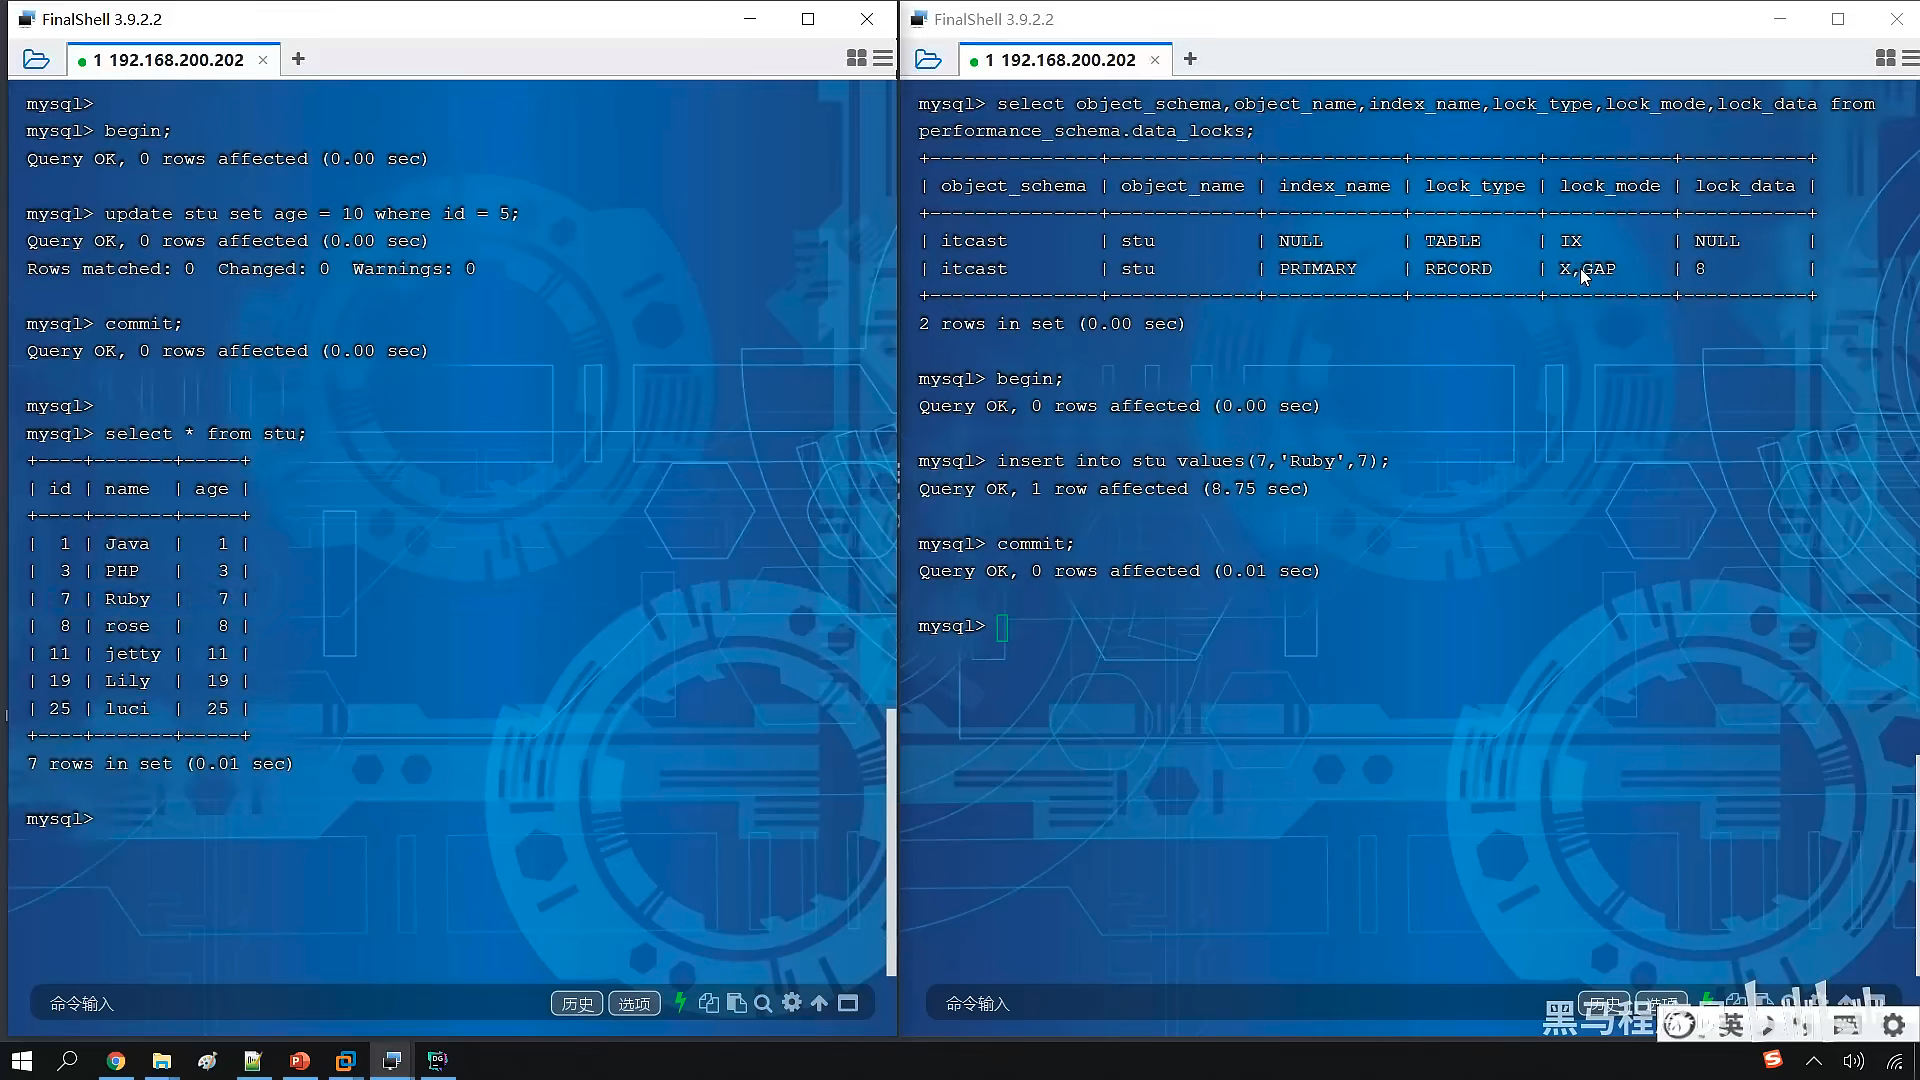 FinalShell 3.9.2.2
1 192.168.200.202
mysql>
mysql> begin;
Query OK, 0 rows affected (0.00 sec)
mysql> update stu set age = 10 where id = 5;
Query OK, 0 rows affected (0.00 sec)
Rows matched: 0  Changed: 0  Warnings: 0
mysql> commit;
Query OK, 0 rows affected (0.00 sec)
mysql>
mysql> select * from stu;
+----+-------+-----+
| id | name  | age |
+----+-------+-----+
|  1 | Java  |   1 |
|  3 | PHP   |   3 |
|  7 | Ruby  |   7 |
|  8 | rose  |   8 |
| 11 | jetty |  11 |
| 19 | Lily  |  19 |
| 25 | luci  |  25 |
+----+-------+-----+
7 rows in set (0.01 sec)
mysql>
命令输入
历史 选项
FinalShell 3.9.2.2
1 192.168.200.202
mysql> select object_schema,object_name,index_name,lock_type,lock_mode,lock_data from
performance_schema.data_locks;
+---------------+-------------+------------+-----------+-----------+-----------+
| object_schema | object_name | index_name | lock_type | lock_mode | lock_data |
+---------------+-------------+------------+-----------+-----------+-----------+
| itcast        | stu         | NULL       | TABLE     | IX        | NULL      |
| itcast        | stu         | PRIMARY    | RECORD    | X,GAP     | 8         |
+---------------+-------------+------------+-----------+-----------+-----------+
2 rows in set (0.00 sec)
mysql> begin;
Query OK, 0 rows affected (0.00 sec)
mysql> insert into stu values(7,'Ruby',7);
Query OK, 1 row affected (8.75 sec)
mysql> commit;
Query OK, 0 rows affected (0.01 sec)
mysql>
命令输入
历史 选项
黑马程
英